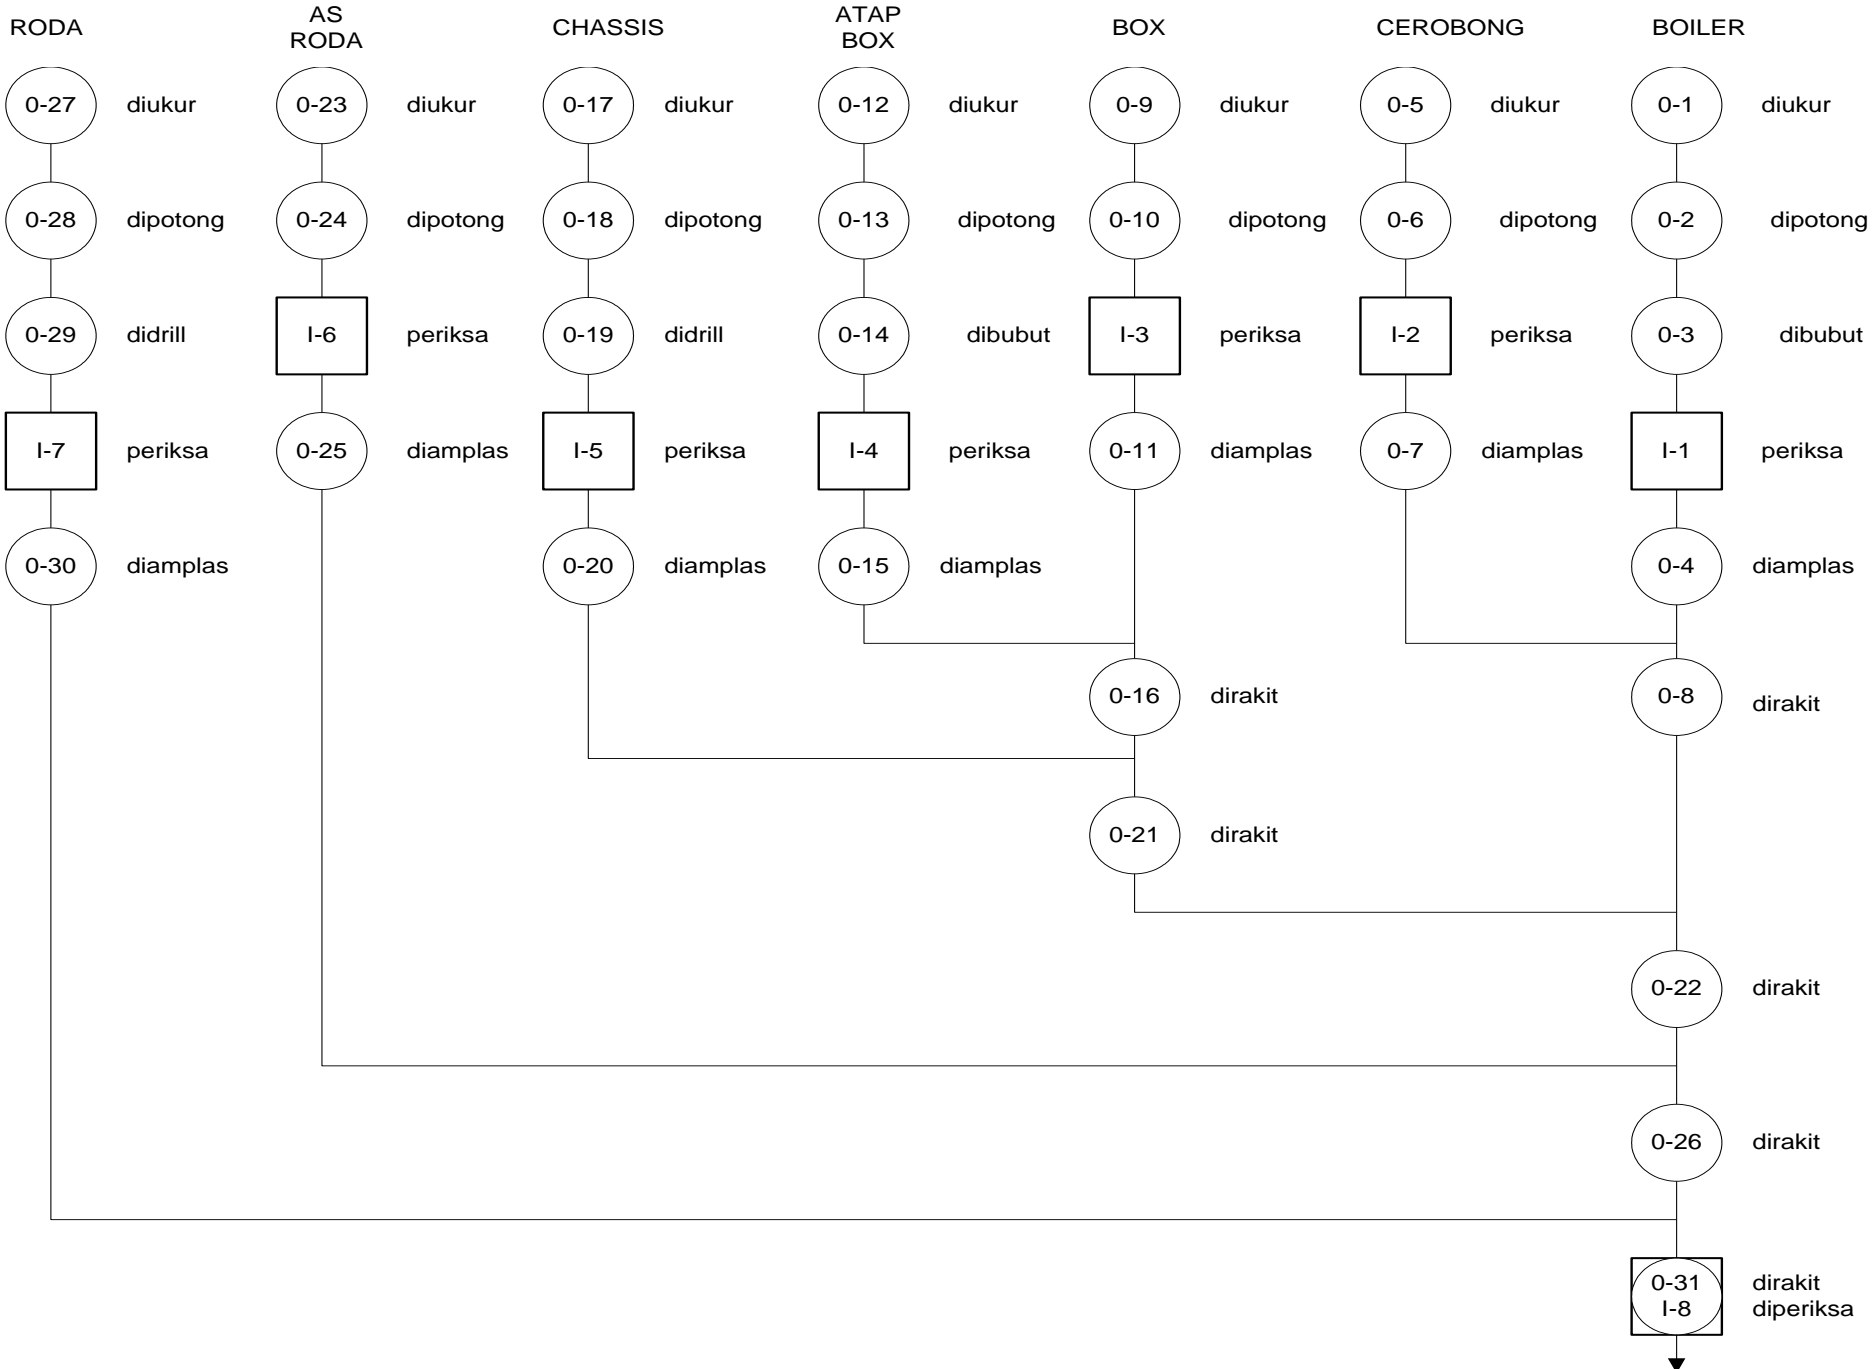 RODA
AS
RODA
CHASSIS
ATAP
BOX
BOX
CEROBONG
BOILER
0-27 diukur 0-23 diukur 0-17 diukur 0-12 diukur 0-9 diukur 0-5 diukur 0-1 diukur
0-28 dipotong 0-24 dipotong 0-18 dipotong 0-13 dipotong 0-10 dipotong 0-6 dipotong 0-2 dipotong
0-29 didrill I-6 periksa 0-19 didrill 0-14 dibubut I-3 periksa I-2 periksa 0-3 dibubut
I-7 periksa 0-25 diamplas I-5 periksa I-4 periksa 0-11 diamplas 0-7 diamplas I-1 periksa
0-30 diamplas 0-20 diamplas 0-15 diamplas 0-4 diamplas
0-16 dirakit 0-8 dirakit
0-21 dirakit
0-22 dirakit
0-26 dirakit
0-31 dirakit
I-8 diperiksa